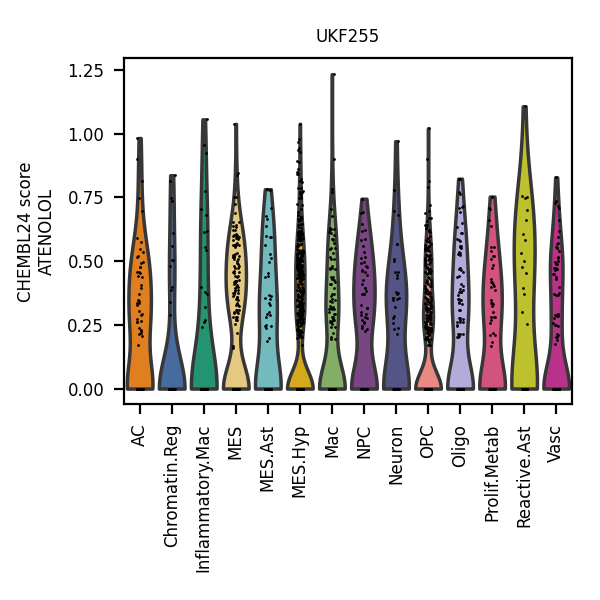 UKF255
CHEMBL24 score
ATENOLOL
1.25
1.00
0.75
0.50
0.25
0.00
AC
Chromatin.Reg
Inflammatory.Mac
MES
MES.Ast
MES.Hyp
Mac
NPC
Neuron
OPC
Oligo
Prolif.Metab
Reactive.Ast
Vasc